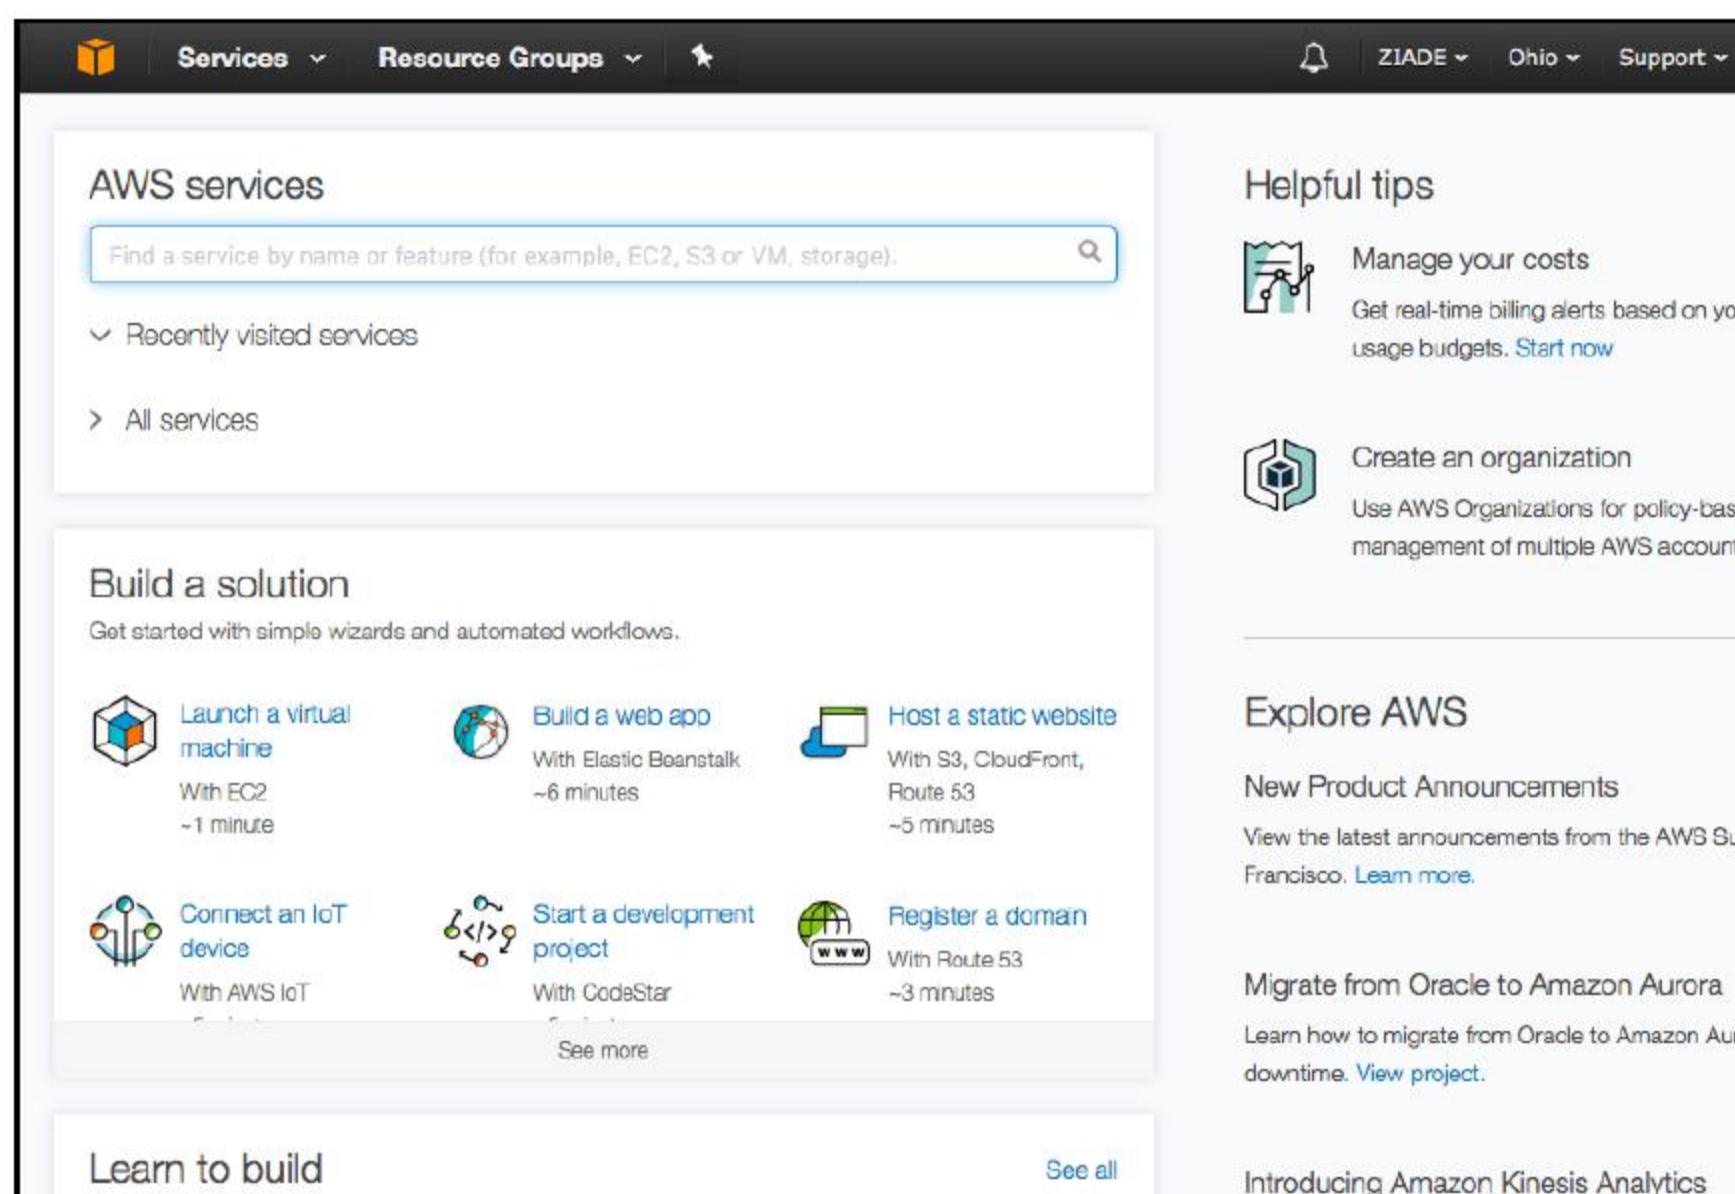 Services Resource Groups ZIADE Ohio Support
AWS services
Find a service by name or feature (for example, EC2, S3 or VM, storage).
Recently visited services
All services
Build a solution
Get started with simple wizards and automated workflows.
Launch a virtual
machine
With EC2
~1 minute
Build a web app
With Elastic Beanstalk
~6 minutes
Host a static website
With S3, CloudFront,
Route 53
~5 minutes
Connect an IoT
device
With AWS IoT
Start a development
project
</>
With CodeStar
Register a domain
www
With Route 53
~3 minutes
See more
Learn to build
See all
Helpful tips
Manage your costs
Get real-time billing alerts based on yo
usage budgets. Start now
Create an organization
Use AWS Organizations for policy-bas
management of multiple AWS account
Explore AWS
New Product Announcements
View the latest announcements from the AWS Su
Francisco. Learn more.
Migrate from Oracle to Amazon Aurora
Learn how to migrate from Oracle to Amazon Au
downtime. View project.
Introducing Amazon Kinesis Analytics